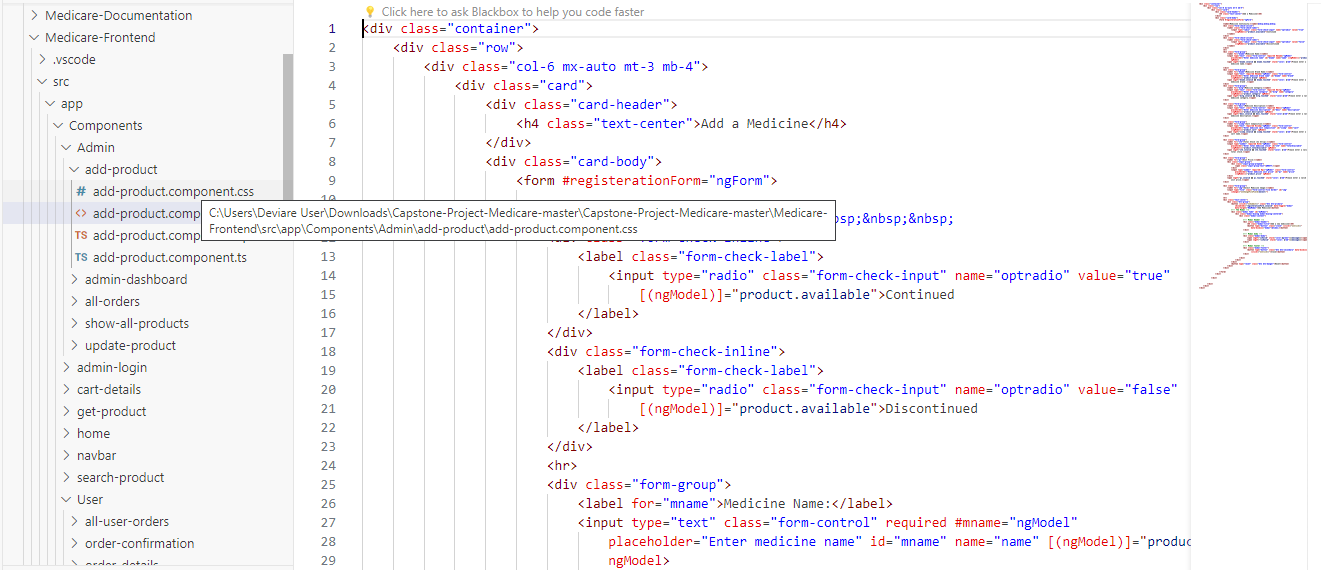 Medicare-Documentation
Medicare-Frontend
.vscode
src
app
Components
Admin
add-product
# add-product.component.css
<> add-product.comp
TS add-product.comp
TS add-product.component.ts
admin-dashboard
all-orders
show-all-products
update-product
admin-login
cart-details
get-product
home
navbar
search-product
User
all-user-orders
order-confirmation
order-details
C:\Users\Deviare User\Downloads\Capstone-Project-Medicare-master\Capstone-Project-Medicare-master\Medicare-
Frontend\src\app\Components\Admin\add-product\add-product.component.css
Click here to ask Blackbox to help you code faster
1 <div class="container">
2 <div class="row">
3 <div class="col-6 mx-auto mt-3 mb-4">
4 <div class="card">
5 <div class="card-header">
6 <h4 class="text-center">Add a Medicine</h4>
7 </div>
8 <div class="card-body">
9 <form #registerationForm="ngForm">
&nbsp;&nbsp;
13 <label class="form-check-label">
14 <input type="radio" class="form-check-input" name="optradio" value="true"
15 [(ngModel)]="product.available">Continued
16 </label>
17 </div>
18 <div class="form-check-inline">
19 <label class="form-check-label">
20 <input type="radio" class="form-check-input" name="optradio" value="false"
21 [(ngModel)]="product.available">Discontinued
22 </label>
23 </div>
24 <hr>
25 <div class="form-group">
26 <label for="mname">Medicine Name:</label>
27 <input type="text" class="form-control" required #mname="ngModel"
28 placeholder="Enter medicine name" id="mname" name="name" [(ngModel)]="produc
29 ngModel>